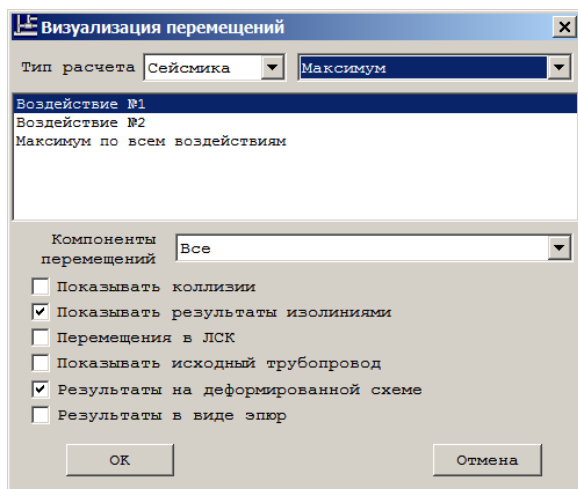 Визуализация перемещений
Тип расчета Сейсмика Максимум
Воздействие №1
Воздействие №2
Максимум по всем воздействиям
Компоненты перемещений Все
Показывать коллизии
Показывать результаты изолиниями
Перемещения в ЛСК
Показывать исходный трубопровод
Результаты на деформированной схеме
Результаты в виде эпюр
OK Отмена